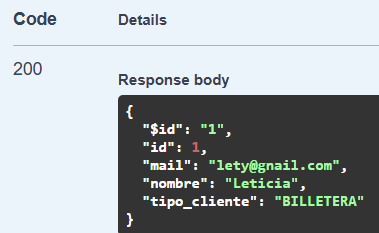 Code Details
200
Response body
{
"$id": "1",
"id": 1,
"mail": "lety@gnail.com",
"nombre": "Leticia",
"tipo_cliente": "BILLETERA"
}